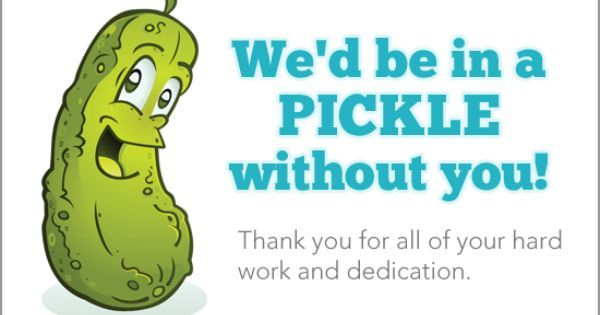 We'd be in a
PICKLE
without you!
Thank you for all of your hard
work and dedication.